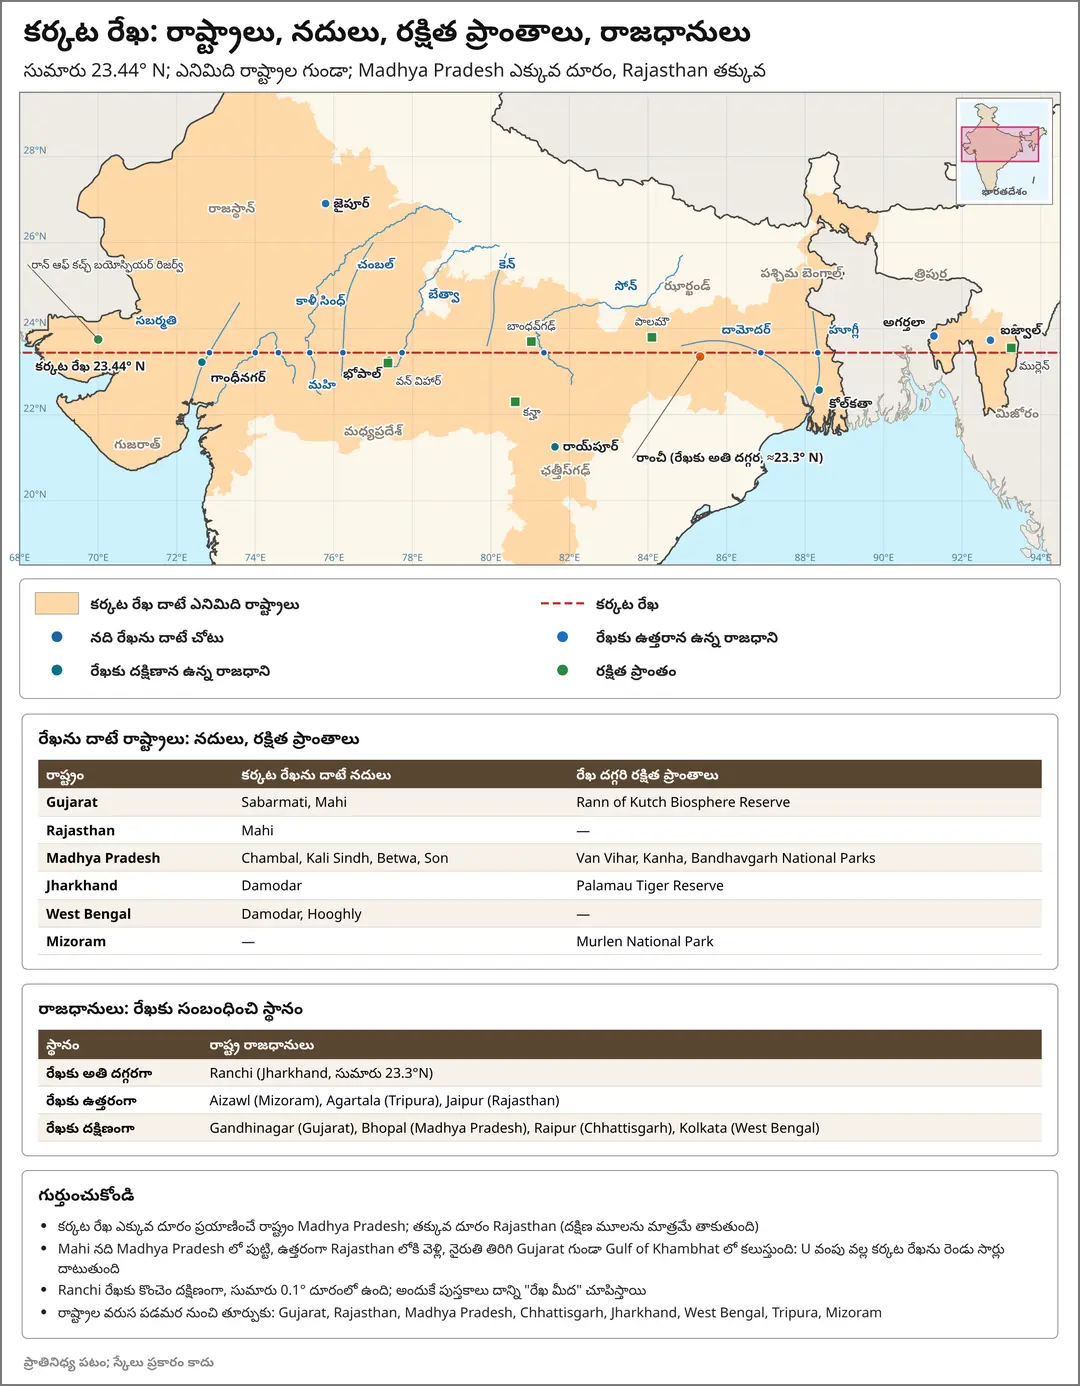 కర్కట రేఖ: రాష్ట్రాలు, నదులు, రక్షిత ప్రాంతాలు, రాజధానులు
సుమారు 23.44° N; ఎనిమిది రాష్ట్రాల గుండా; Madhya Pradesh ఎక్కువ దూరం, Rajasthan తక్కువ
28°N
26°N
24°N
22°N
20°N
68°E
70°E
72°E
74°E
76°E
78°E
80°E
82°E
84°E
86°E
88°E
90°E
92°E
94°E
భారతదేశం
రాజస్థాన్
జైపూర్
రాన్ ఆఫ్ కచ్ఛ్ బయోస్ఫియర్ రిజర్వ్
చంబల్
కెన్
కాళీ సింధ్
బేత్వా
సోన్
ఝార్ఖండ్
పశ్చిమ బెంగాల్
త్రిపుర
సబర్మతి
బాంధవ్‌గఢ్
పాలమౌ
దామోదర్
హూగ్లీ
అగర్తలా
ఐజ్వాల్
కర్కట రేఖ 23.44° N
గాంధీనగర్
మహి
భోపాల్
వన్ విహార్
ముర్లెన్
కన్హా
కోల్‌కతా
మిజోరం
గుజరాత్
మధ్యప్రదేశ్
రాయ్‌పూర్
ఛత్తీస్‌గఢ్
రాంచీ (రేఖకు అతి దగ్గర, ≈23.3° N)
కర్కట రేఖ దాటే ఎనిమిది రాష్ట్రాలు
కర్కట రేఖ
నది రేఖను దాటే చోటు
రేఖకు ఉత్తరాన ఉన్న రాజధాని
రేఖకు దక్షిణాన ఉన్న రాజధాని
రక్షిత ప్రాంతం
రేఖను దాటే రాష్ట్రాలు: నదులు, రక్షిత ప్రాంతాలు
రాష్ట్రం కర్కట రేఖను దాటే నదులు రేఖ దగ్గరి రక్షిత ప్రాంతాలు
Gujarat Sabarmati, Mahi Rann of Kutch Biosphere Reserve
Rajasthan Mahi —
Madhya Pradesh Chambal, Kali Sindh, Betwa, Son Van Vihar, Kanha, Bandhavgarh National Parks
Jharkhand Damodar Palamau Tiger Reserve
West Bengal Damodar, Hooghly —
Mizoram — Murlen National Park
రాజధానులు: రేఖకు సంబంధించి స్థానం
స్థానం రాష్ట్ర రాజధానులు
రేఖకు అతి దగ్గరగా Ranchi (Jharkhand, సుమారు 23.3°N)
రేఖకు ఉత్తరంగా Aizawl (Mizoram), Agartala (Tripura), Jaipur (Rajasthan)
రేఖకు దక్షిణంగా Gandhinagar (Gujarat), Bhopal (Madhya Pradesh), Raipur (Chhattisgarh), Kolkata (West Bengal)
గుర్తుంచుకోండి
• కర్కట రేఖ ఎక్కువ దూరం ప్రయాణించే రాష్ట్రం Madhya Pradesh; తక్కువ దూరం Rajasthan (దక్షిణ మూలను మాత్రమే తాకుతుంది)
• Mahi నది Madhya Pradesh లో పుట్టి, ఉత్తరంగా Rajasthan లోకి వెళ్లి, నైరుతి తిరిగి Gujarat గుండా Gulf of Khambhat లో కలుస్తుంది: U వంపు వల్ల కర్కట రేఖను రెండు సార్లు
దాటుతుంది
• Ranchi రేఖకు కొంచెం దక్షిణంగా, సుమారు 0.1° దూరంలో ఉంది; అందుకే పుస్తకాలు దాన్ని "రేఖ మీద" చూపిస్తాయి
• రాష్ట్రాల వరుస పడమర నుంచి తూర్పుకు: Gujarat, Rajasthan, Madhya Pradesh, Chhattisgarh, Jharkhand, West Bengal, Tripura, Mizoram
ప్రాతినిధ్య పటం; స్కేలు ప్రకారం కాదు